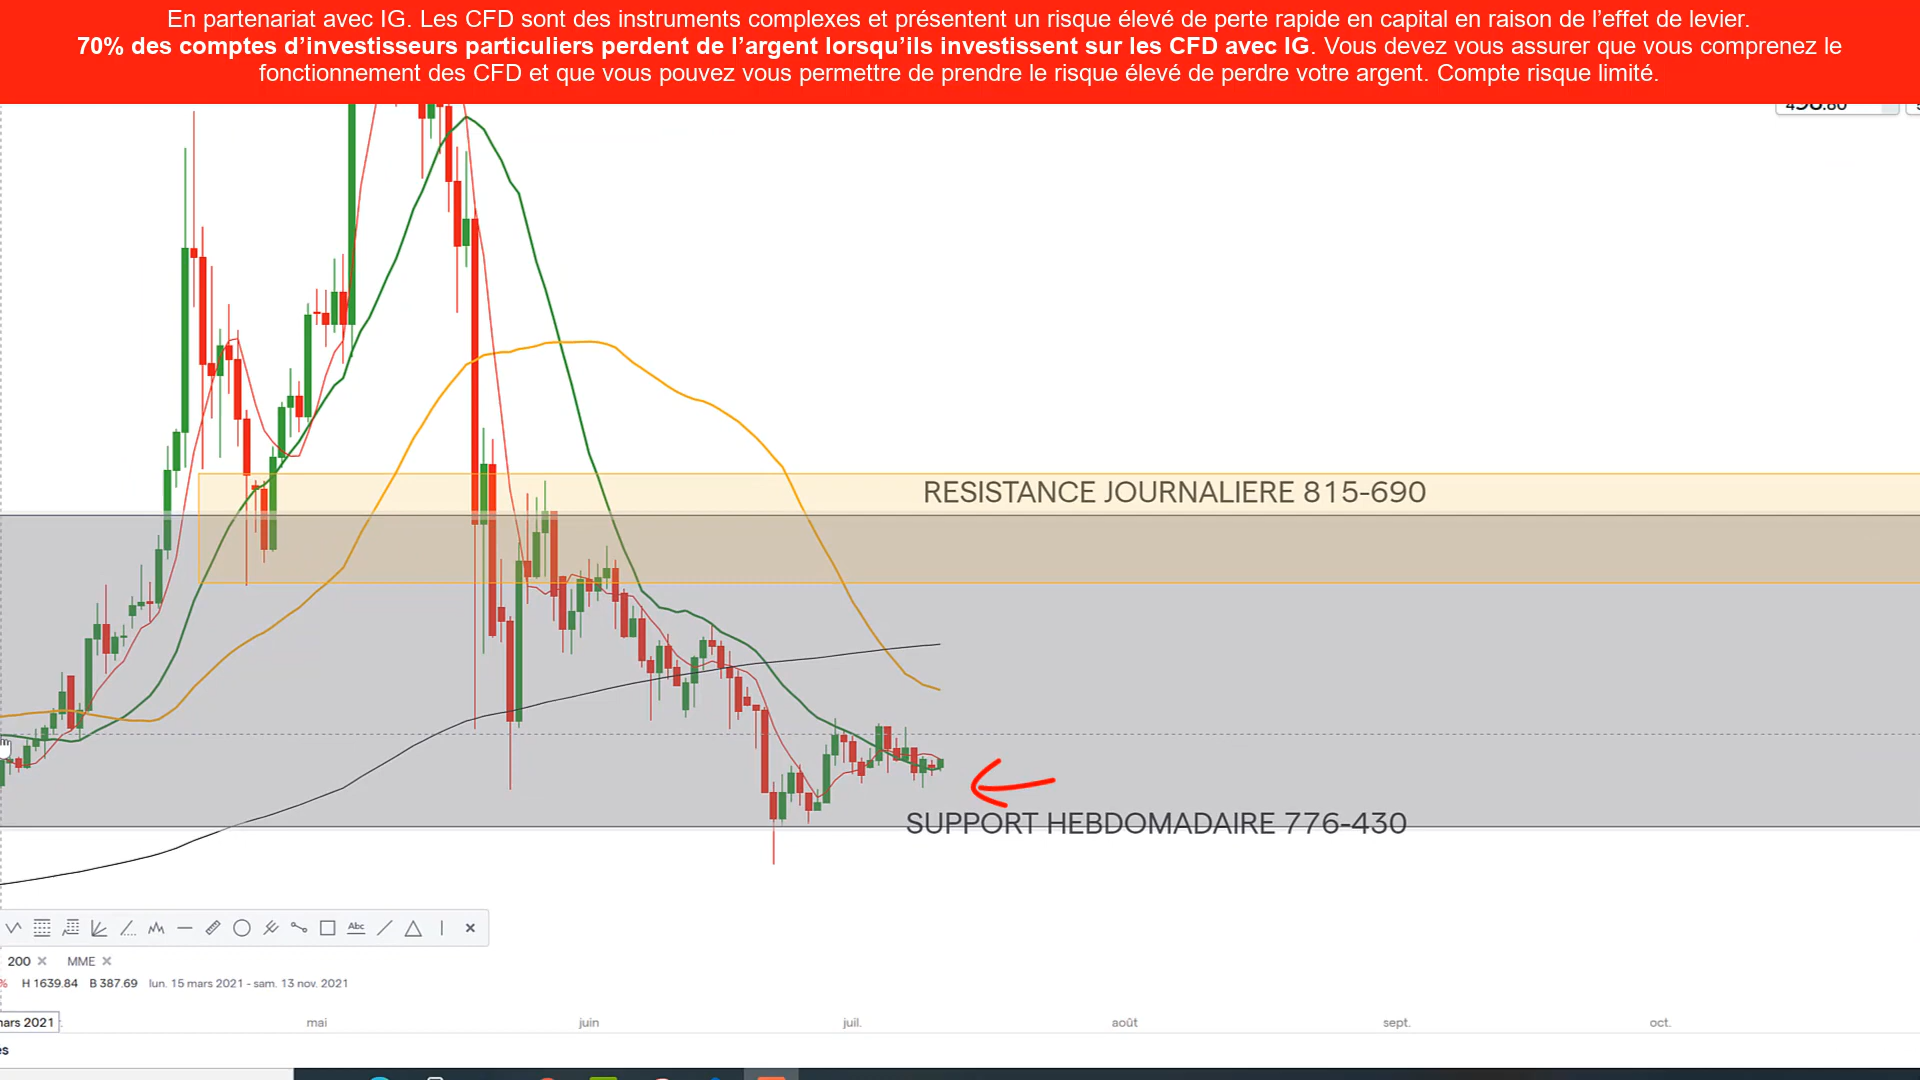 En partenariat avec IG. Les CFD sont des instruments complexes et présentent un risque élevé de perte rapide en capital en raison de l’effet de levier.
70% des comptes d’investisseurs particuliers perdent de l’argent lorsqu’ils investissent sur les CFD avec IG. Vous devez vous assurer que vous comprenez le
fonctionnement des CFD et que vous pouvez vous permettre de prendre le risque élevé de perdre votre argent. Compte risque limité.
RESISTANCE JOURNALIERE 815-690
SUPPORT HEBDOMADAIRE 776-430
Abc
200 MME
% H 1639.84 B 387.69 lun. 15 mars 2021 - sam. 13 nov. 2021
mars 2021 mai juin juil. août sept. oct.